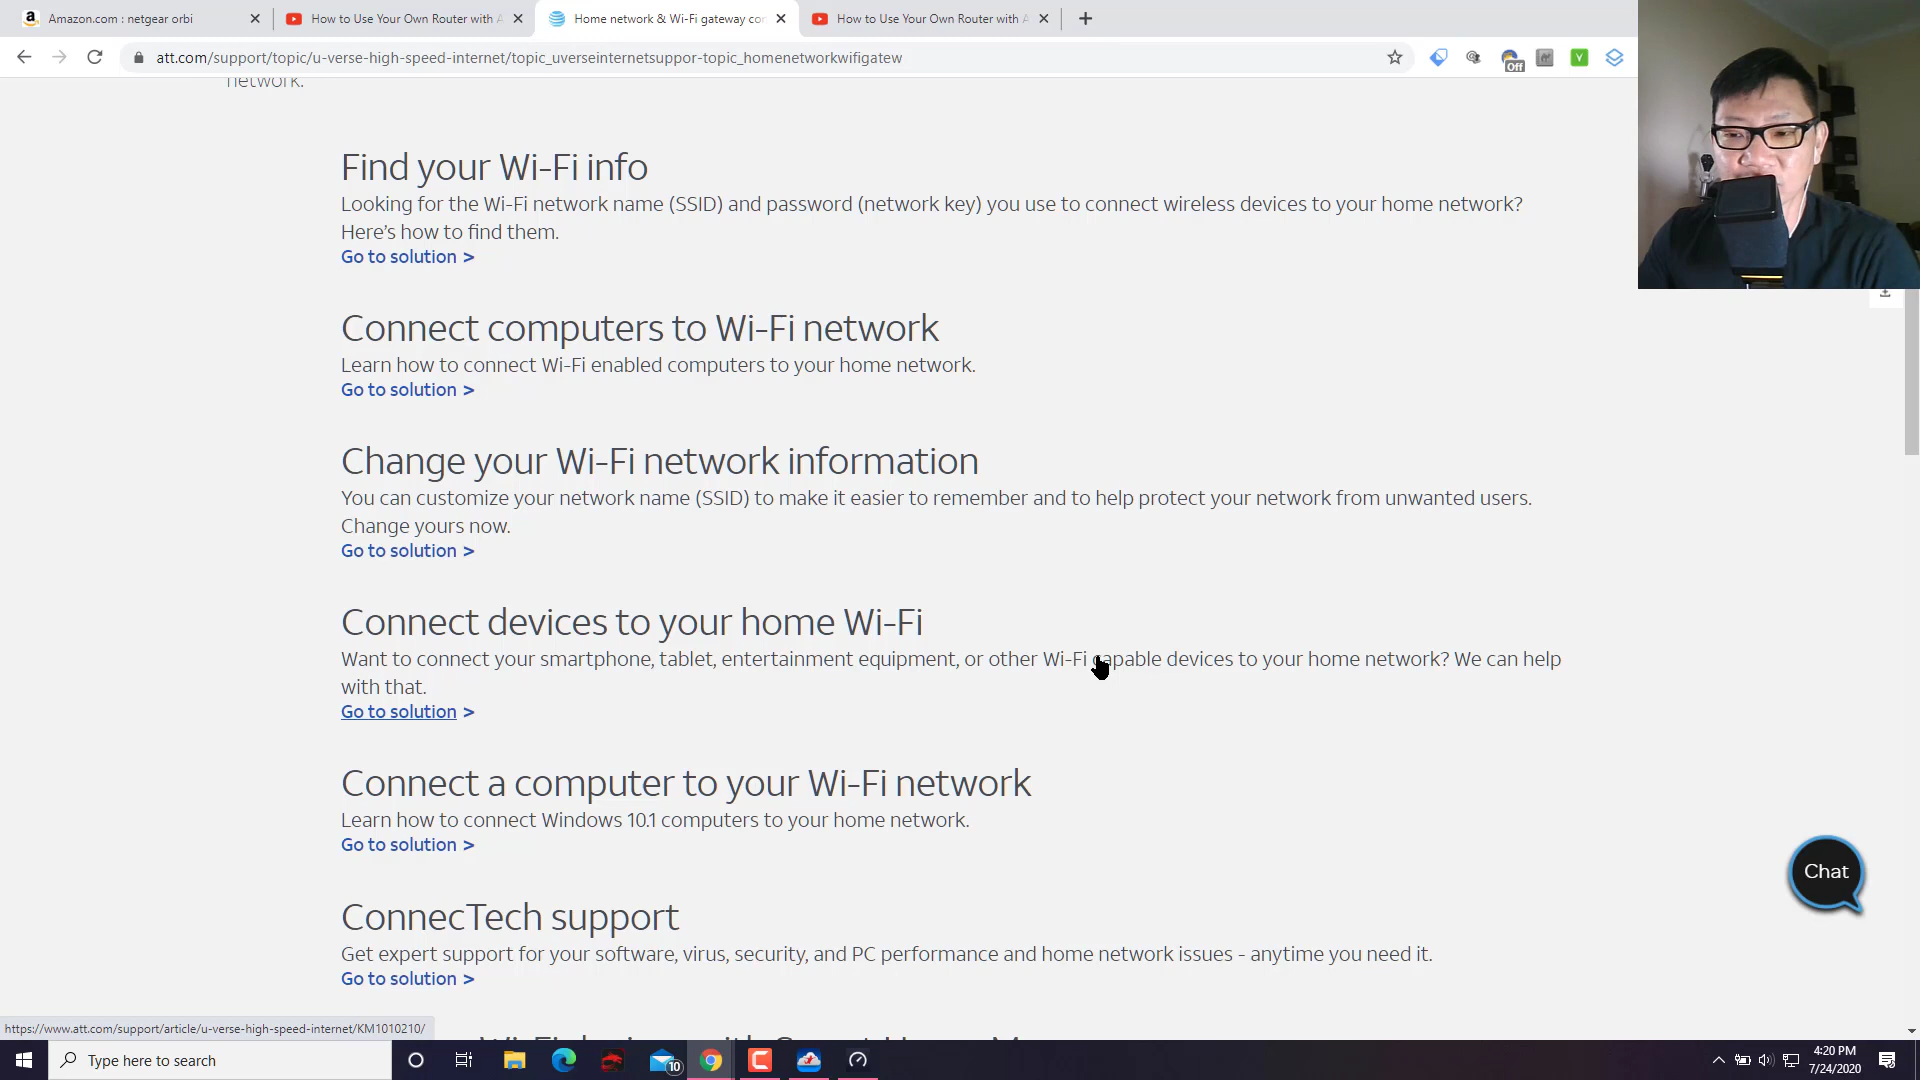 Amazon.com : netgear orbi
How to Use Your Own Router with A
Home network & Wi-Fi gateway co
How to Use Your Own Router with A
att.com/support/topic/u-verse-high-speed-internet/topic_uverseinternetsuppor-topic_homenetworkwifigatew
Off
Y
network.
Find your Wi-Fi info
Looking for the Wi-Fi network name (SSID) and password (network key) you use to connect wireless devices to your home network?
Here's how to find them.
Go to solution >
Connect computers to Wi-Fi network
Learn how to connect Wi-Fi enabled computers to your home network.
Go to solution >
Change your Wi-Fi network information
You can customize your network name (SSID) to make it easier to remember and to help protect your network from unwanted users.
Change yours now.
Go to solution >
Connect devices to your home Wi-Fi
Want to connect your smartphone, tablet, entertainment equipment, or other Wi-Fi capable devices to your home network? We can help
with that.
Go to solution >
Connect a computer to your Wi-Fi network
Learn how to connect Windows 10.1 computers to your home network.
Go to solution >
Chat
ConnecTech support
Get expert support for your software, virus, security, and PC performance and home network issues - anytime you need it.
Go to solution >
https://www.att.com/support/article/u-verse-high-speed-internet/KM1010210/
Type here to search
10
4:20 PM
7/24/2020